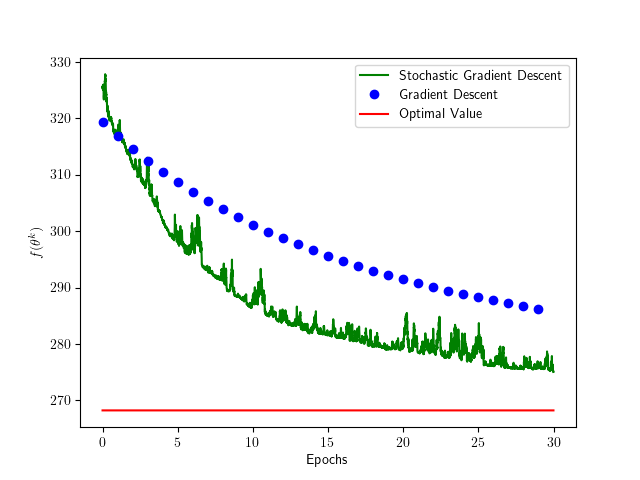 330
320
310
300
290
280
270
f(θ^k)
Stochastic Gradient Descent
Gradient Descent
Optimal Value
0 5 10 15 20 25 30
Epochs